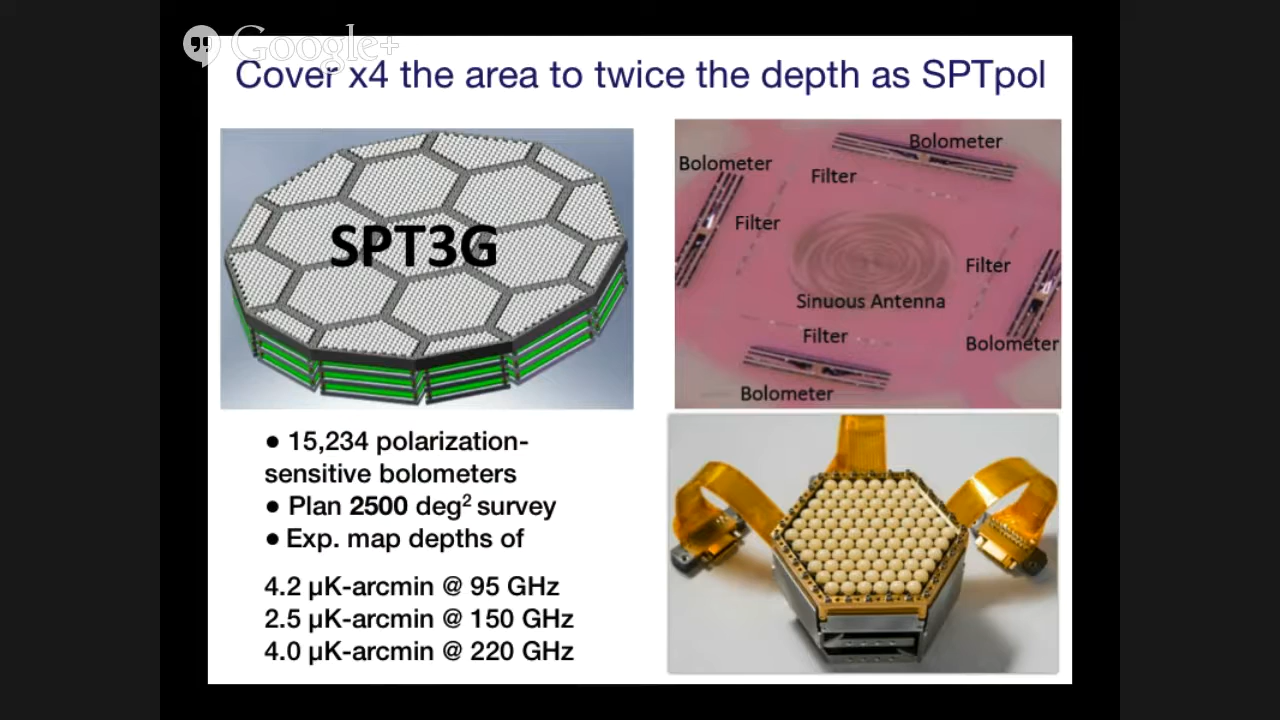 Google+
Cover x4 the area to twice the depth as SPTpol
SPT3G
Bolometer
Bolometer
Filter
Filter
Filter
Sinuous Antenna
Filter
Bolometer
Bolometer
● 15,234 polarization-
sensitive bolometers
● Plan 2500 deg² survey
● Exp. map depths of
4.2 µK-arcmin @ 95 GHz
2.5 µK-arcmin @ 150 GHz
4.0 µK-arcmin @ 220 GHz